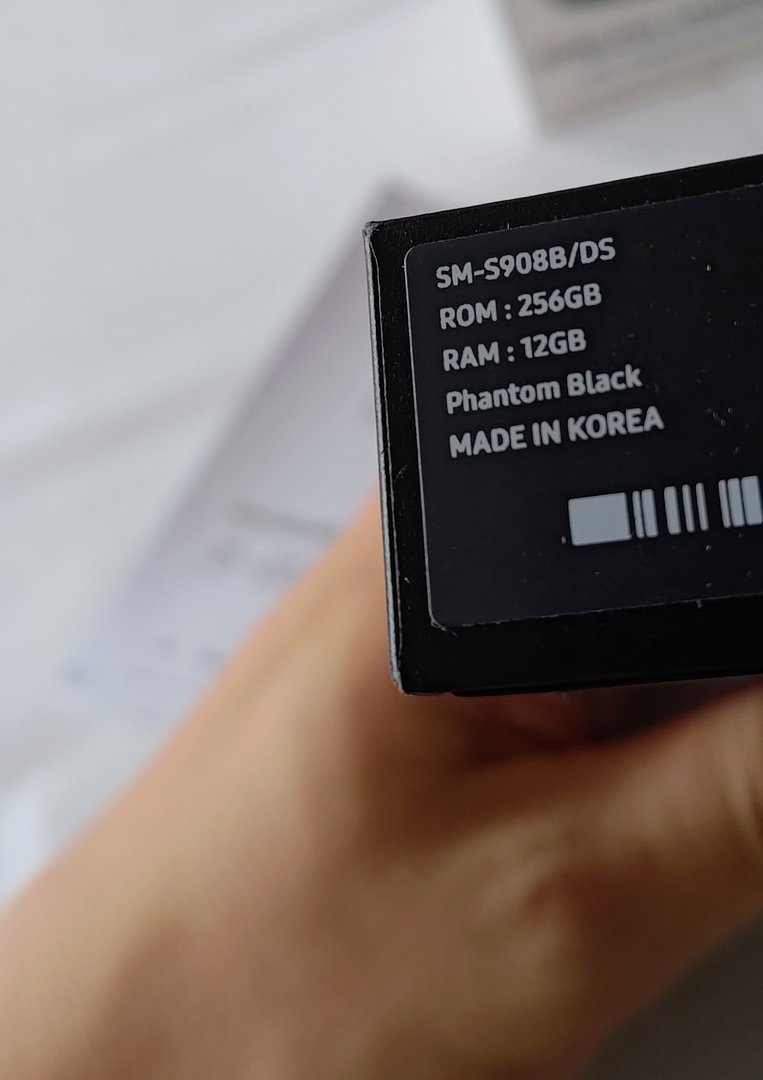 SM-S908B/DS
ROM : 256GB
RAM : 12GB
Phantom Black
MADE IN KOREA